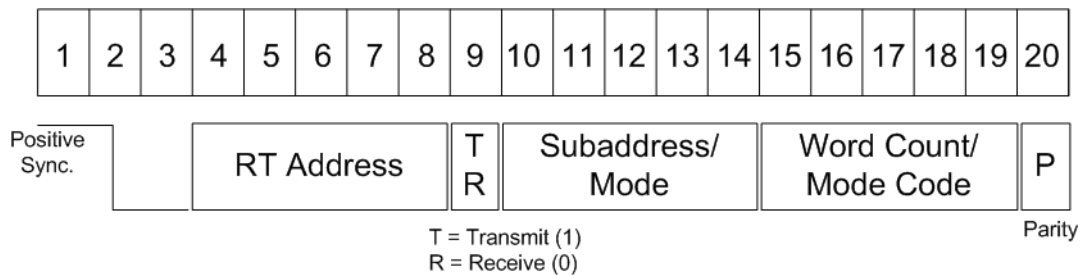 1 2 3 4 5 6 7 8 9 10 11 12 13 14 15 16 17 18 19 20
Positive
Sync.
RT Address
T
R
Subaddress/
Mode
Word Count/
Mode Code
P
Parity
T = Transmit (1)
R = Receive (0)